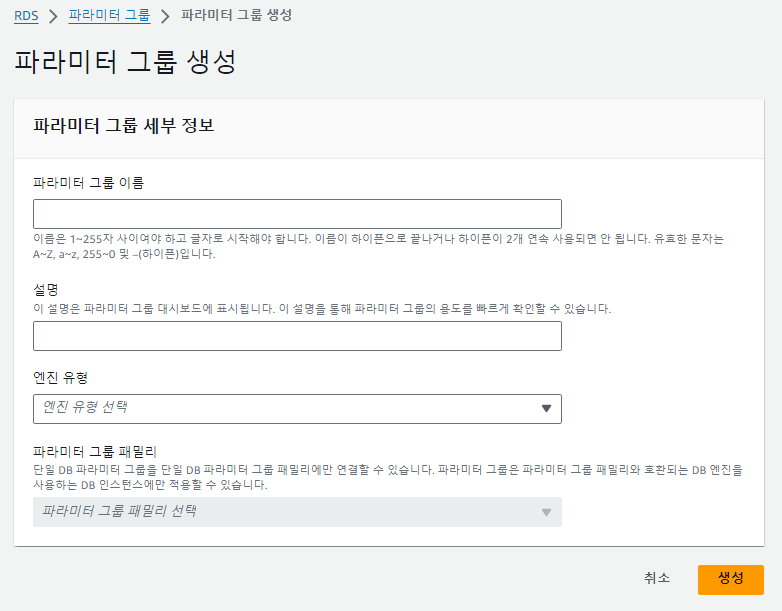 RDS > 파라미터 그룹 > 파라미터 그룹 생성
파라미터 그룹 생성
파라미터 그룹 세부 정보
파라미터 그룹 이름
이름은 1~255자 사이여야 하고 글자로 시작해야 합니다. 이름이 하이픈으로 끝나거나 하이픈이 2개 연속 사용되면 안 됩니다. 유효한 문자는
A~Z, a~z, 255~0 및 –(하이픈)입니다.
설명
이 설명은 파라미터 그룹 대시보드에 표시됩니다. 이 설명을 통해 파라미터 그룹의 용도를 빠르게 확인할 수 있습니다.
엔진 유형
엔진 유형 선택
파라미터 그룹 패밀리
단일 DB 파라미터 그룹을 단일 DB 파라미터 그룹 패밀리에만 연결할 수 있습니다. 파라미터 그룹은 파라미터 그룹 패밀리와 호환되는 DB 엔진을
사용하는 DB 인스턴스에만 적용할 수 있습니다.
파라미터 그룹 패밀리 선택
취소 생성